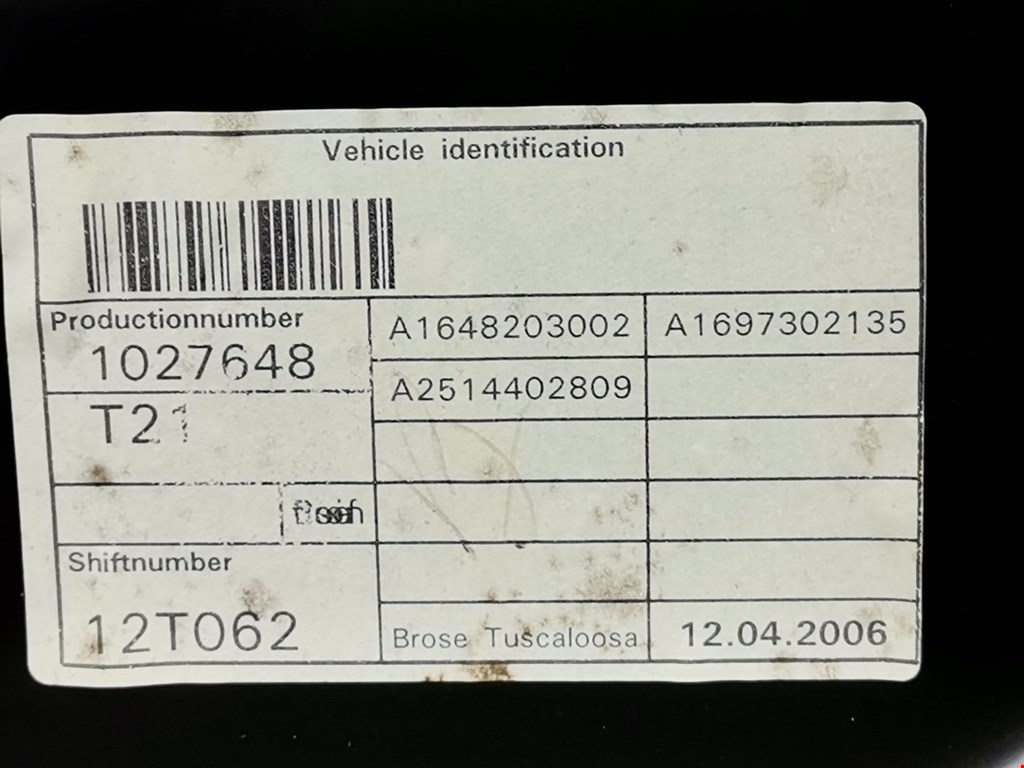 Vehicle identification
Productionnumber
1027648
A1648203002
A1697302135
A2514402809
T21
Shiftnumber
12T062
Brose Tuscaloosa
12.04.2006